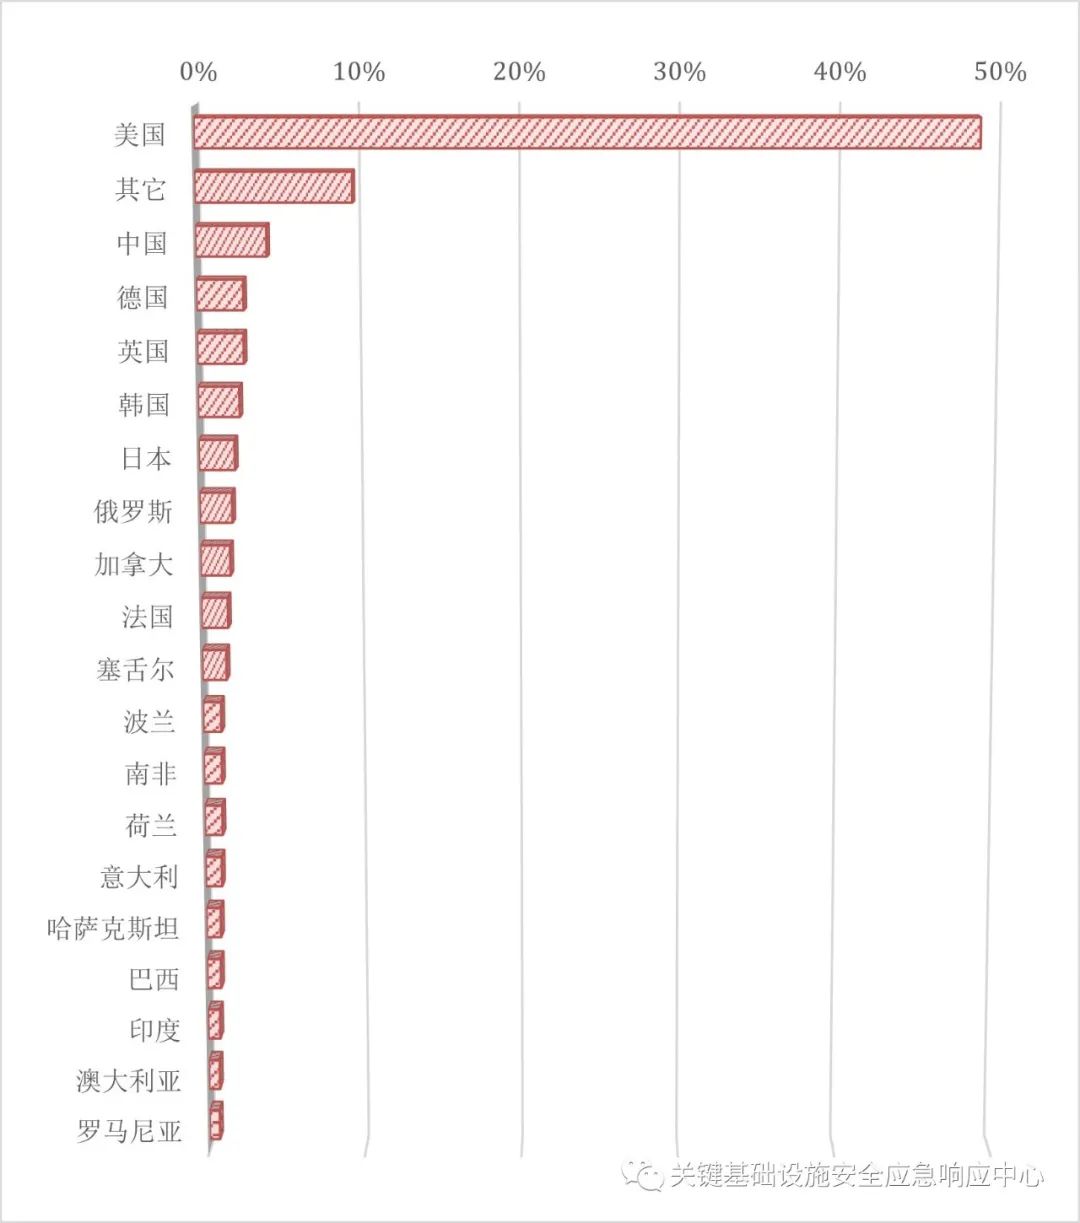 0% 10% 20% 30% 40% 50%
美国
其它
中国
德国
英国
韩国
日本
俄罗斯
加拿大
法国
塞舌尔
波兰
南非
荷兰
意大利
哈萨克斯坦
巴西
印度
澳大利亚
罗马尼亚
关键基础设施安全应急响应中心